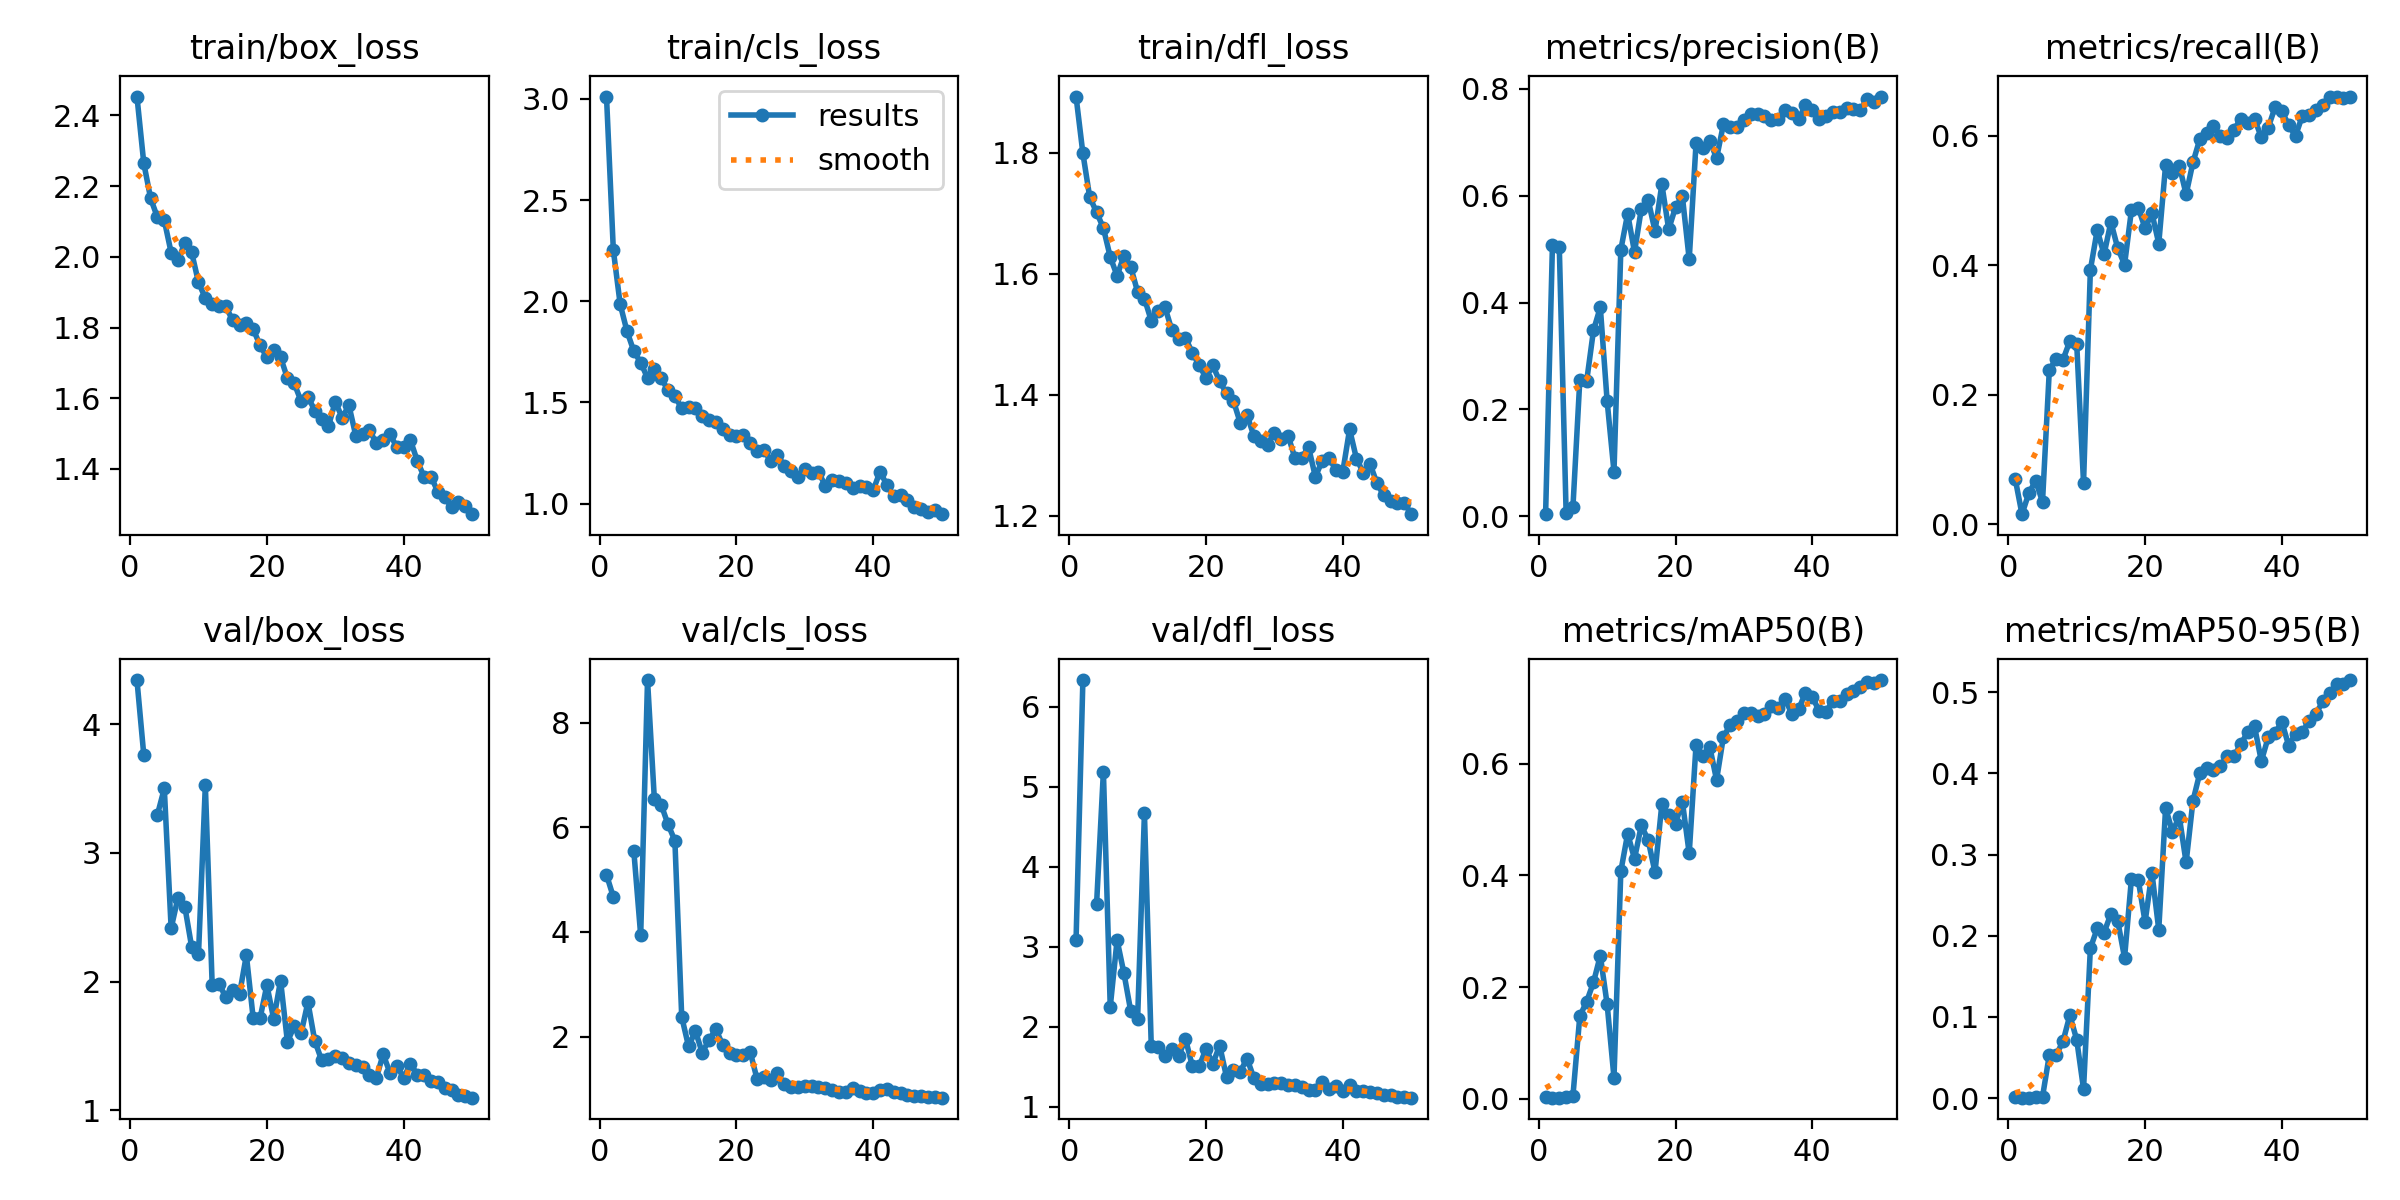 train/box_loss
2.4
2.2
2.0
1.8
1.6
1.4
0 20 40
train/cls_loss
results
smooth
3.0
2.5
2.0
1.5
1.0
0 20 40
train/dfl_loss
1.8
1.6
1.4
1.2
0 20 40
metrics/precision(B)
0.8
0.6
0.4
0.2
0.0
0 20 40
metrics/recall(B)
0.6
0.4
0.2
0.0
0 20 40
val/box_loss
4
3
2
1
0 20 40
val/cls_loss
8
6
4
2
0 20 40
val/dfl_loss
6
5
4
3
2
1
0 20 40
metrics/mAP50(B)
0.6
0.4
0.2
0.0
0 20 40
metrics/mAP50-95(B)
0.5
0.4
0.3
0.2
0.1
0.0
0 20 40